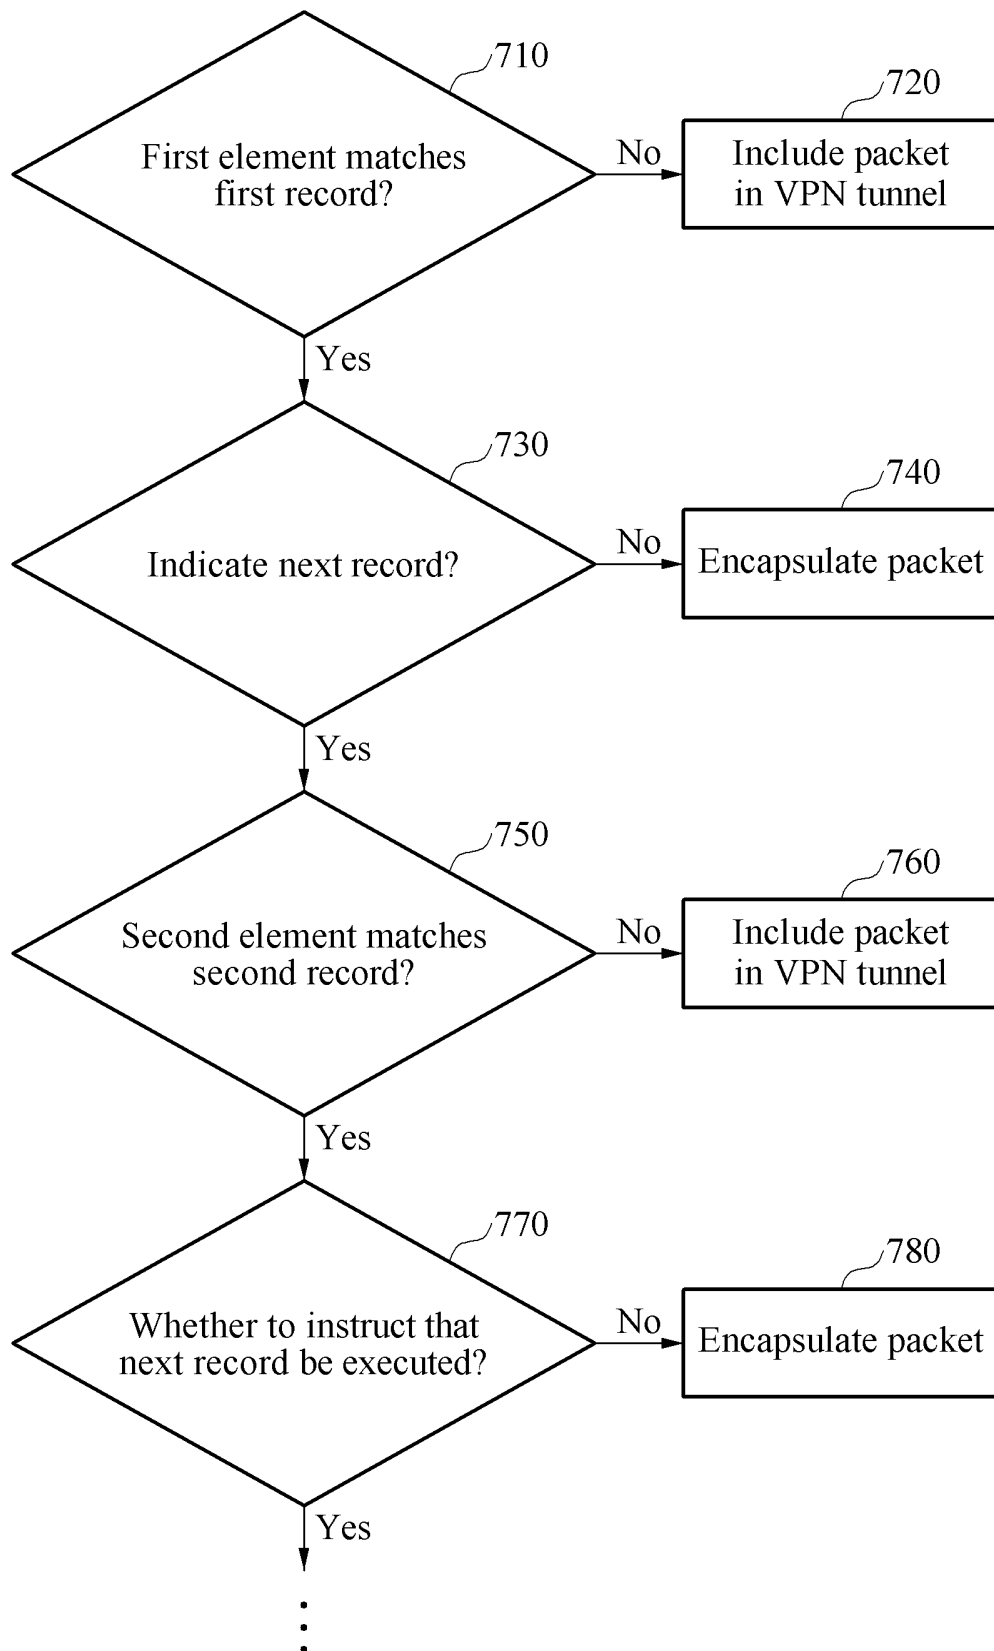 710
720
First element matches
first record?
No
Include packet
in VPN tunnel
Yes
730
740
Indicate next record?
No
Encapsulate packet
Yes
750
760
Second element matches
second record?
No
Include packet
in VPN tunnel
Yes
770
780
Whether to instruct that
next record be executed?
No
Encapsulate packet
Yes